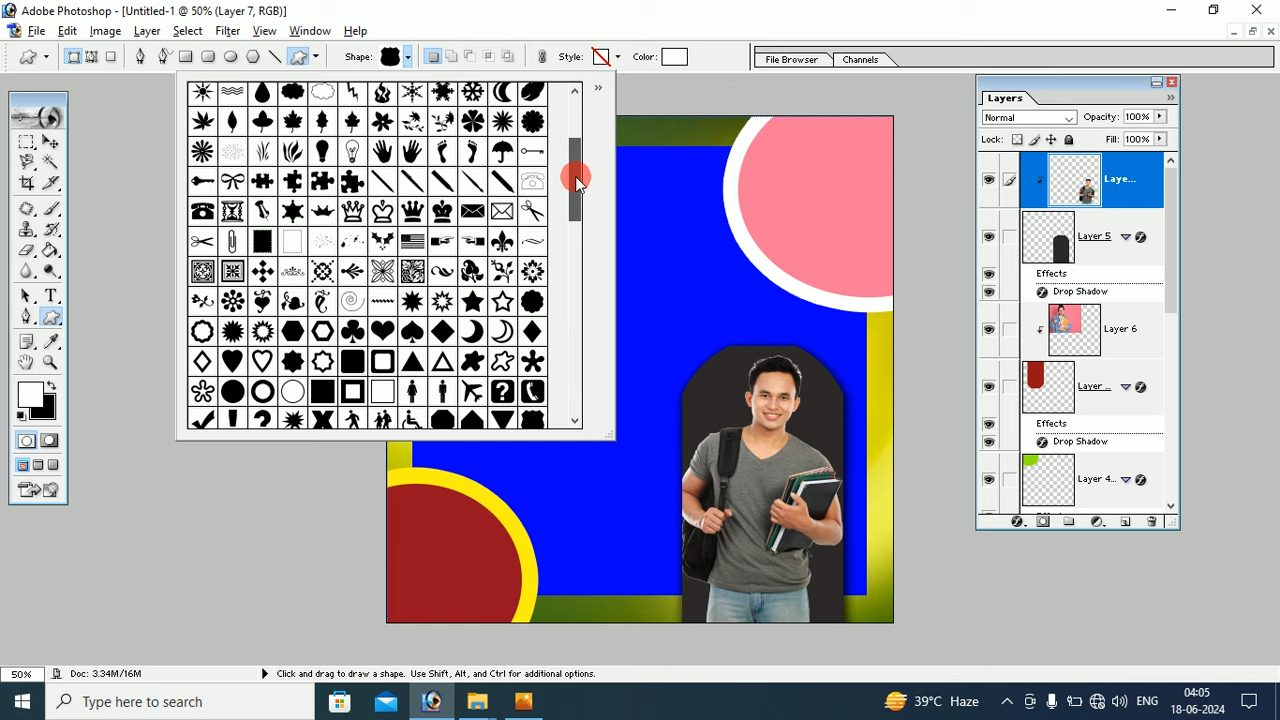 Adobe Photoshop - [Untitled-1 @ 50% (Layer 7, RGB)]
File Edit Image Layer Select Filter View Window Help
Shape: Style: Color: File Browser Channels
Layers
Normal Opacity: 100%
Lock: Fill: 100%
Laye...
Layer 5
Effects
Drop Shadow
Layer 6
Layer ...
Effects
Drop Shadow
Layer 4...
50% Doc: 3.34M/16M Click and drag to draw a shape. Use Shift, Alt, and Ctrl for additional options.
Type here to search 39°C Haze ENG 04:05
18-06-2024